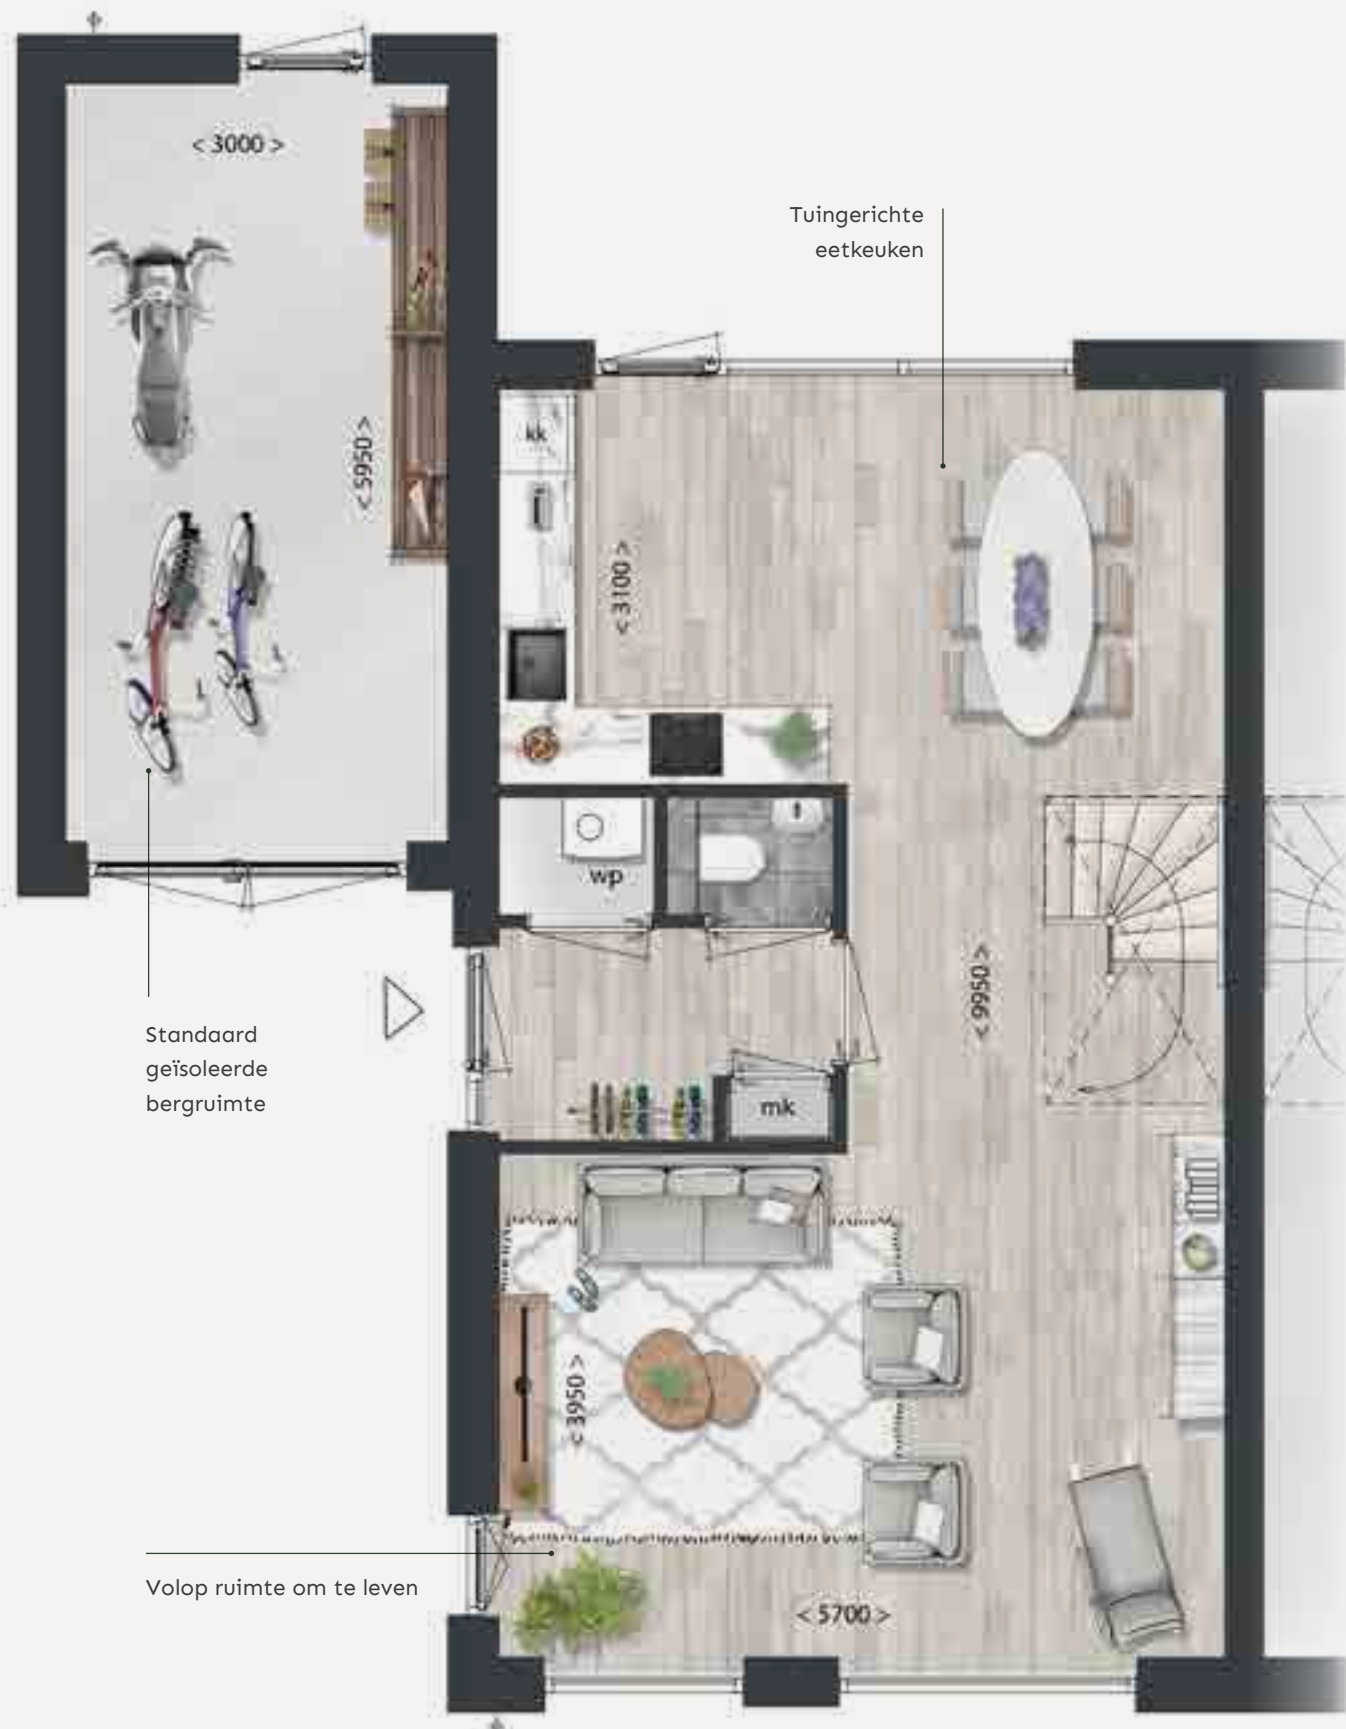 < 3000 >
Tuingerichte
eetkeuken
< 5950 >
kk
< 3100 >
wp
< 9950 >
Standaard
geïsoleerde
bergruimte
mk
< 3950 >
Volop ruimte om te leven
< 5700 >